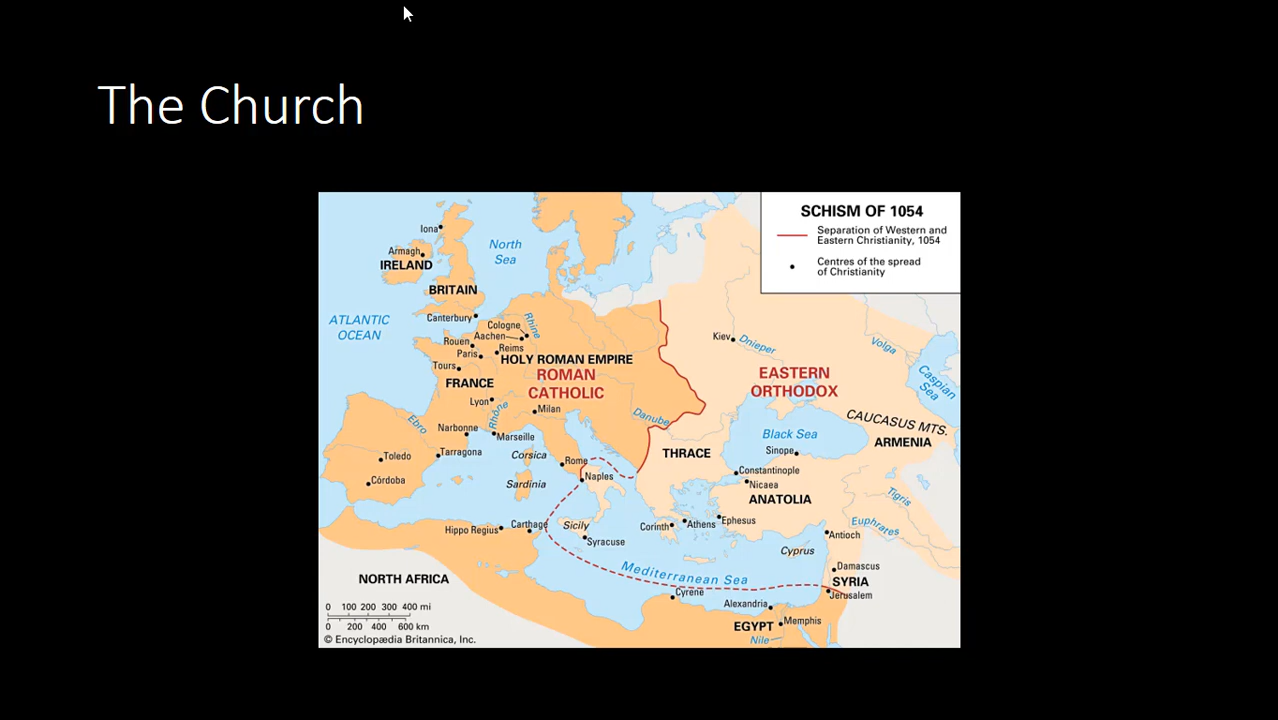 The Church
SCHISM OF 1054
Separation of Western and
Eastern Christianity, 1054
Centres of the spread
of Christianity
Iona
North
Sea
Armagh
IRELAND
BRITAIN
ATLANTIC
OCEAN
Canterbury
Cologne
Rhine
Aachen
Rouen
Reims
Paris
HOLY ROMAN EMPIRE
Tours
ROMAN
CATHOLIC
FRANCE
Lyon
Rhône
Milan
Danube
Kiev
Dnieper
Volga
EASTERN
ORTHODOX
Caspian
Sea
CAUCASUS MTS.
ARMENIA
Black Sea
Sinope
Ebro
Narbonne
Marseille
Toledo
Tarragona
Corsica
Rome
THRACE
Constantinople
Córdoba
Sardinia
Naples
Nicaea
ANATOLIA
Tigris
Hippo Regius
Carthage
Sicily
Syracuse
Corinth
Athens
Ephesus
Euphrates
Antioch
Cyprus
Mediterranean Sea
Damascus
SYRIA
Jerusalem
NORTH AFRICA
Cyrene
Alexandria
EGYPT
Memphis
Nile
0 100 200 300 400 mi
0 200 400 600 km
© Encyclopædia Britannica, Inc.